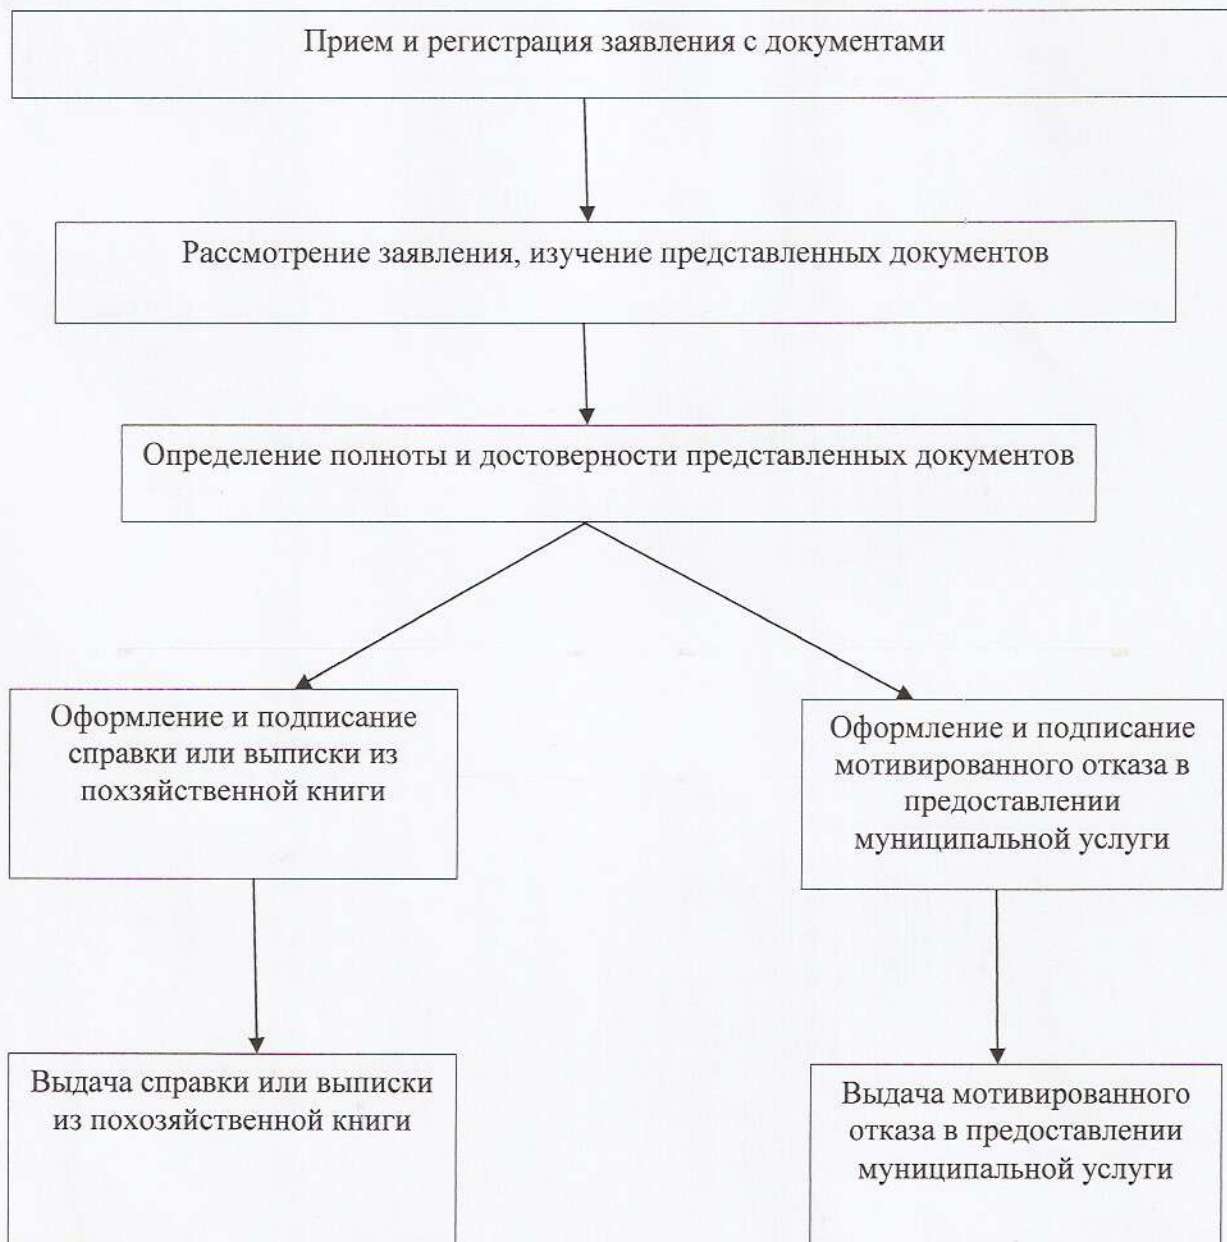 Прием и регистрация заявления с документами
Рассмотрение заявления, изучение представленных документов
Определение полноты и достоверности представленных документов
Оформление и подписание
справки или выписки из
похзяйственной книги
Оформление и подписание
мотивированного отказа в
предоставлении
муниципальной услуги
Выдача справки или выписки
из похозяйственной книги
Выдача мотивированного
отказа в предоставлении
муниципальной услуги